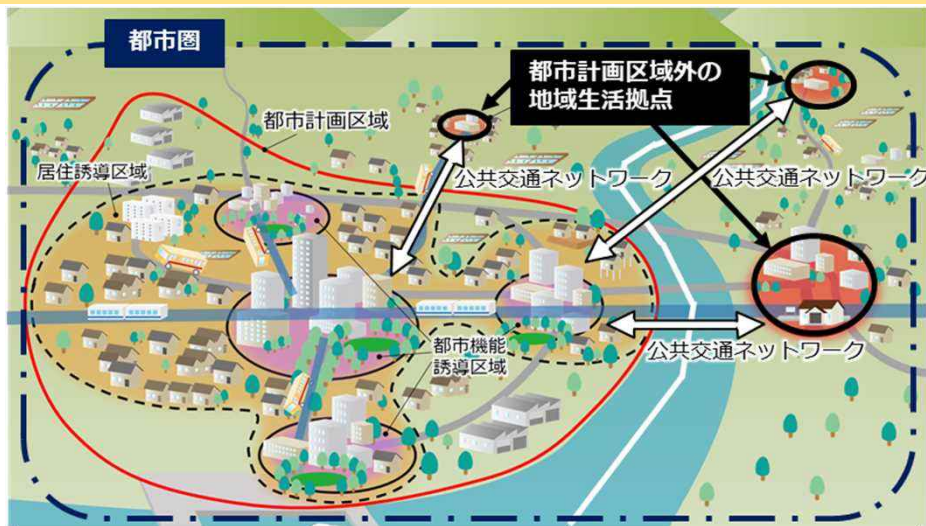 都市圏
都市計画区域外の
地域生活拠点
都市計画区域
居住誘導区域
公共交通ネットワーク
公共交通ネットワーク
都市機能
誘導区域
公共交通ネットワーク